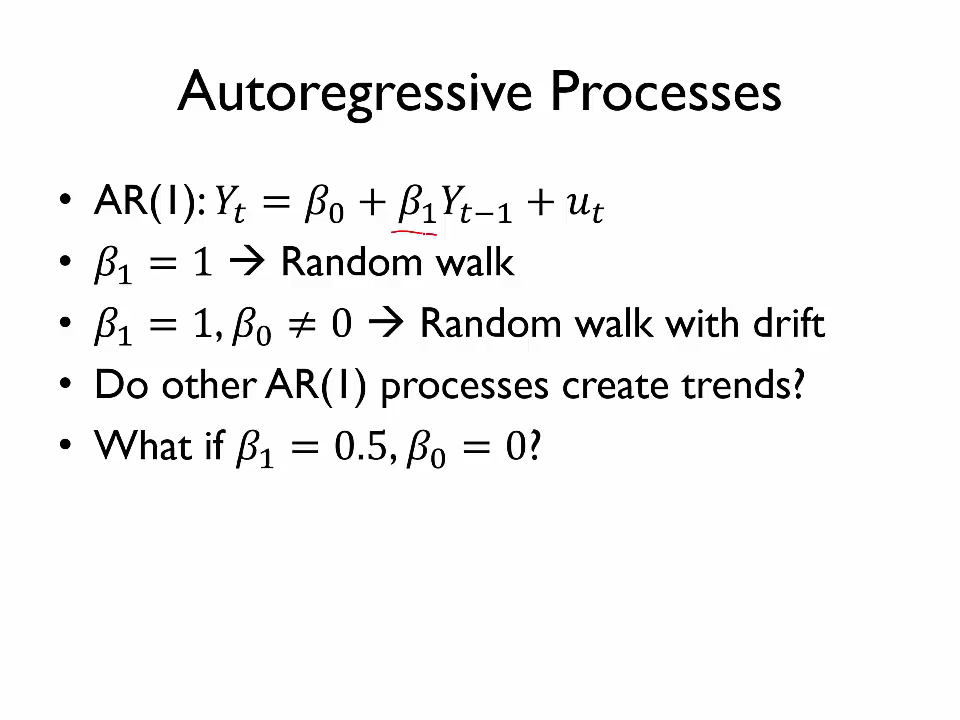 Autoregressive Processes
• AR(1): 𝑌ₜ = 𝛽₀ + 𝛽₁𝑌ₜ₋₁ + 𝑢ₜ
• 𝛽₁ = 1 → Random walk
• 𝛽₁ = 1, 𝛽₀ ≠ 0 → Random walk with drift
• Do other AR(1) processes create trends?
• What if 𝛽₁ = 0.5, 𝛽₀ = 0?